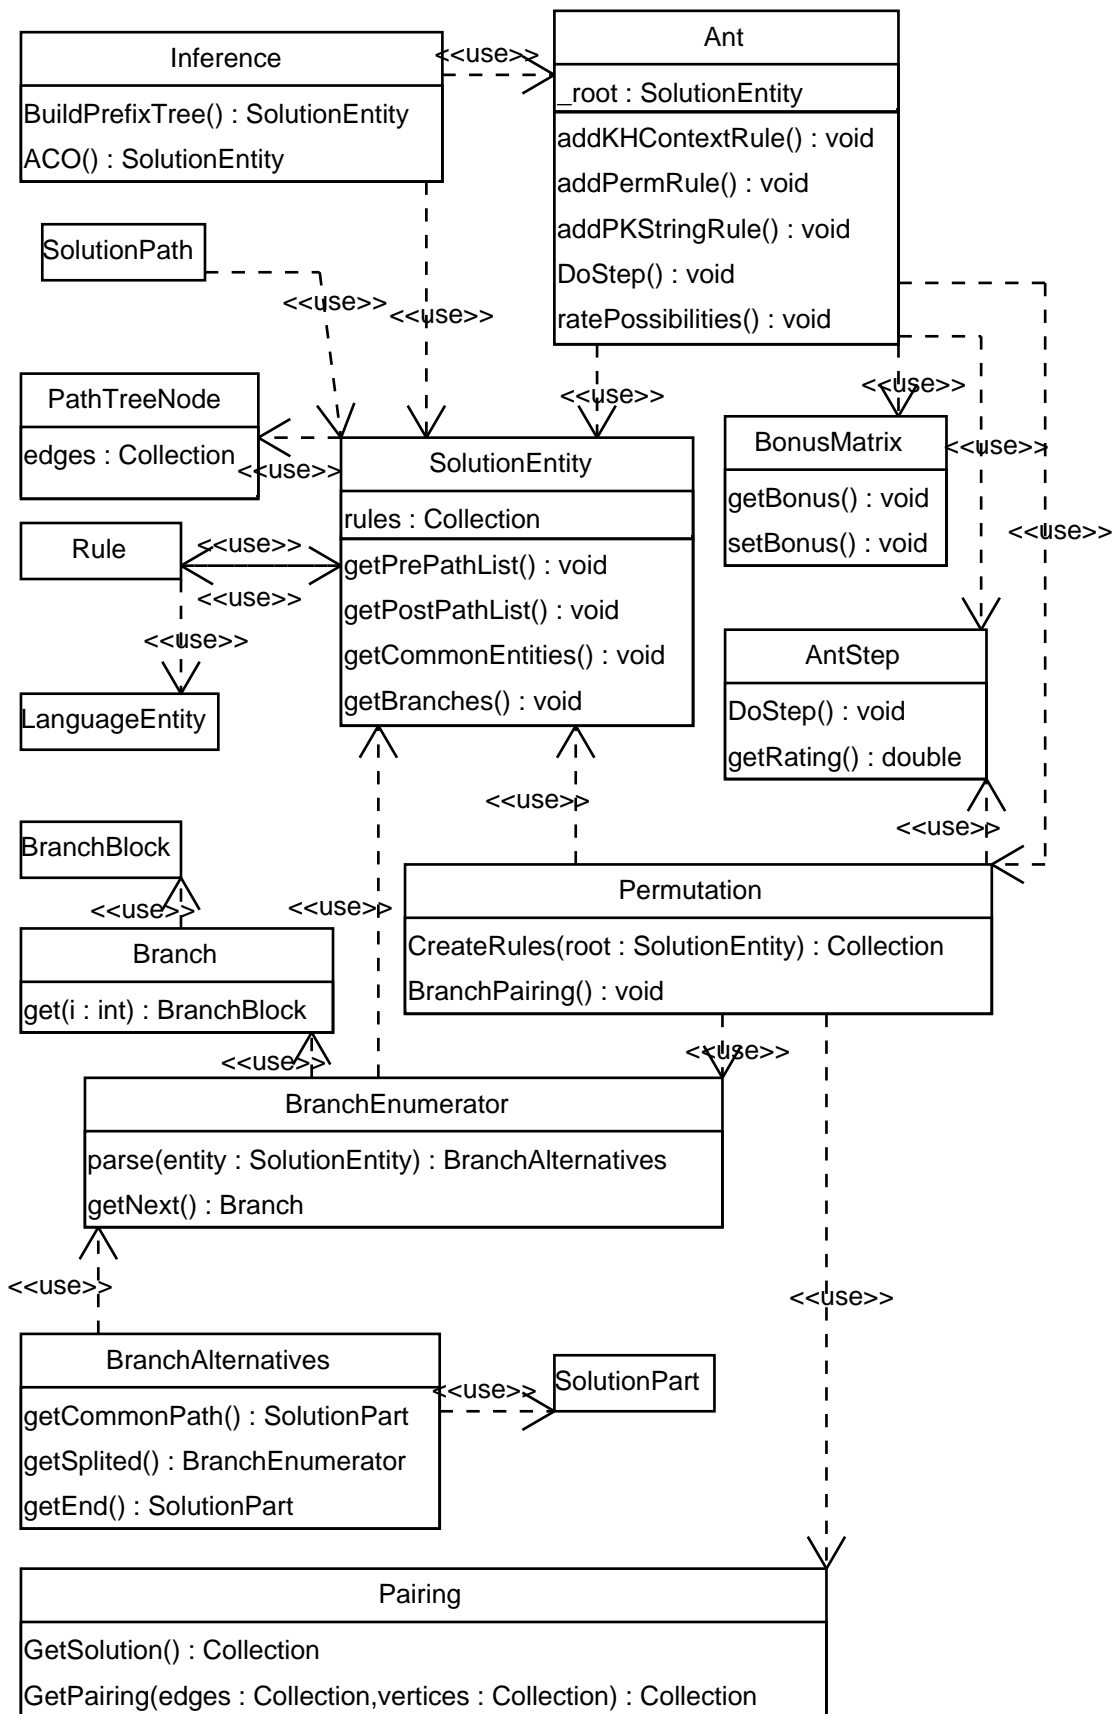 Inference
BuildPrefixTree() : SolutionEntity
ACO() : SolutionEntity
<<use>>
Ant
_root : SolutionEntity
addKHContextRule() : void
addPermRule() : void
addPKStringRule() : void
DoStep() : void
ratePossibilities() : void
SolutionPath
<<use>>
<<use>>
<<use>>
<<use>>
PathTreeNode
edges : Collection
<<use>>
SolutionEntity
rules : Collection
getPrePathList() : void
getPostPathList() : void
getCommonEntities() : void
getBranches() : void
BonusMatrix
getBonus() : void
setBonus() : void
<<use>>
<<use>>
Rule
<<use>>
<<use>>
<<use>>
LanguageEntity
AntStep
DoStep() : void
getRating() : double
<<use>>
<<use>>
BranchBlock
<<use>>
<<use>>
Branch
get(i : int) : BranchBlock
Permutation
CreateRules(root : SolutionEntity) : Collection
BranchPairing() : void
<<use>>
<<use>>
BranchEnumerator
parse(entity : SolutionEntity) : BranchAlternatives
getNext() : Branch
<<use>>
<<use>>
BranchAlternatives
getCommonPath() : SolutionPart
getSplited() : BranchEnumerator
getEnd() : SolutionPart
<<use>>
SolutionPart
Pairing
GetSolution() : Collection
GetPairing(edges : Collection,vertices : Collection) : Collection